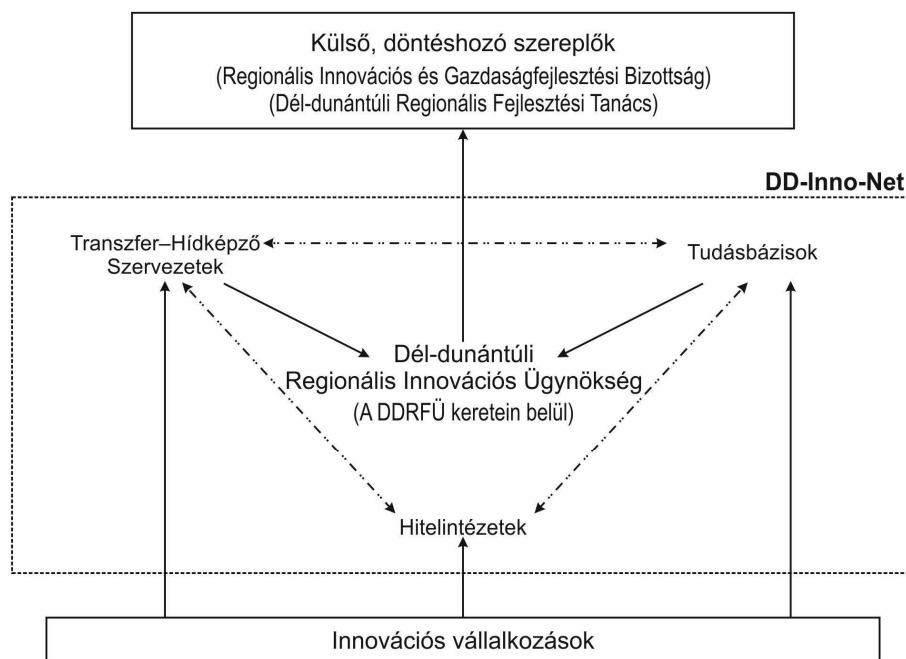 Külső, döntéshozó szereplők
(Regionális Innovációs és Gazdaságfejlesztési Bizottság)
(Dél-dunántúli Regionális Fejlesztési Tanács)
DD-Inno-Net
Transzfer–Hídképző
Szervezetek
Tudásbázisok
Dél-dunántúli
Regionális Innovációs Ügynökség
(A DDRFÜ keretein belül)
Hitelintézetek
Innovációs vállalkozások